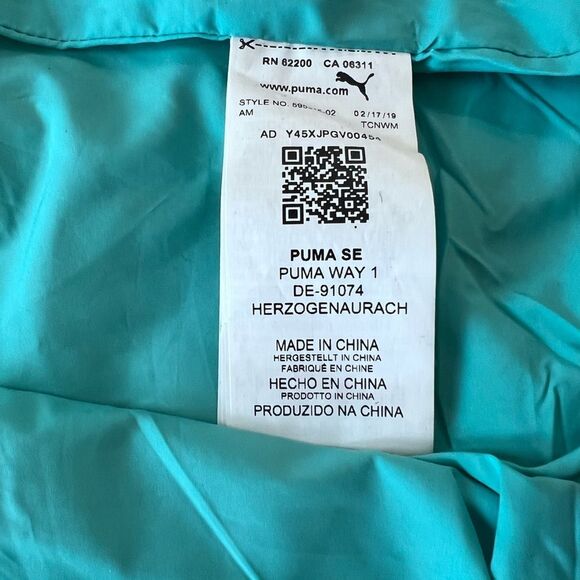 RN 62200 CA 06311
www.puma.com
STYLE NO. 02 02/17/19
AM TCNWM
AD
PUMA SE
PUMA WAY 1
DE-91074
HERZOGENAURACH
MADE IN CHINA
HERGESTELLT IN CHINA
FABRIQUÉ EN CHINE
HECHO EN CHINA
PRODOTTO IN CHINA
PRODUZIDO NA CHINA